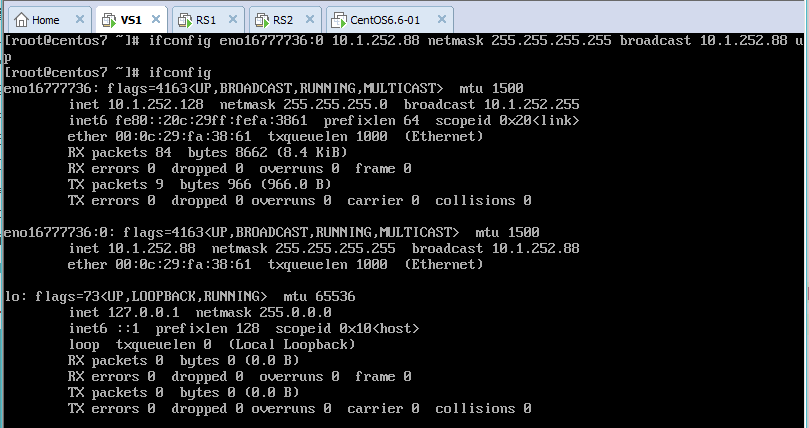 Home VS1 RS1 RS2 CentOS6.6-01
[root@centos7 ~]# ifconfig eno16777736:0 10.1.252.88 netmask 255.255.255.255 broadcast 10.1.252.88 u
p
[root@centos7 ~]# ifconfig
eno16777736: flags=4163<UP,BROADCAST,RUNNING,MULTICAST>  mtu 1500
        inet 10.1.252.128  netmask 255.255.255.0  broadcast 10.1.252.255
        inet6 fe80::20c:29ff:fefa:3861  prefixlen 64  scopeid 0x20<link>
        ether 00:0c:29:fa:38:61  txqueuelen 1000  (Ethernet)
        RX packets 84  bytes 8662 (8.4 KiB)
        RX errors 0  dropped 0  overruns 0  frame 0
        TX packets 9  bytes 966 (966.0 B)
        TX errors 0  dropped 0 overruns 0  carrier 0  collisions 0
eno16777736:0: flags=4163<UP,BROADCAST,RUNNING,MULTICAST>  mtu 1500
        inet 10.1.252.88  netmask 255.255.255.255  broadcast 10.1.252.88
        ether 00:0c:29:fa:38:61  txqueuelen 1000  (Ethernet)
lo: flags=73<UP,LOOPBACK,RUNNING>  mtu 65536
        inet 127.0.0.1  netmask 255.0.0.0
        inet6 ::1  prefixlen 128  scopeid 0x10<host>
        loop  txqueuelen 0  (Local Loopback)
        RX packets 0  bytes 0 (0.0 B)
        RX errors 0  dropped 0  overruns 0  frame 0
        TX packets 0  bytes 0 (0.0 B)
        TX errors 0  dropped 0 overruns 0  carrier 0  collisions 0